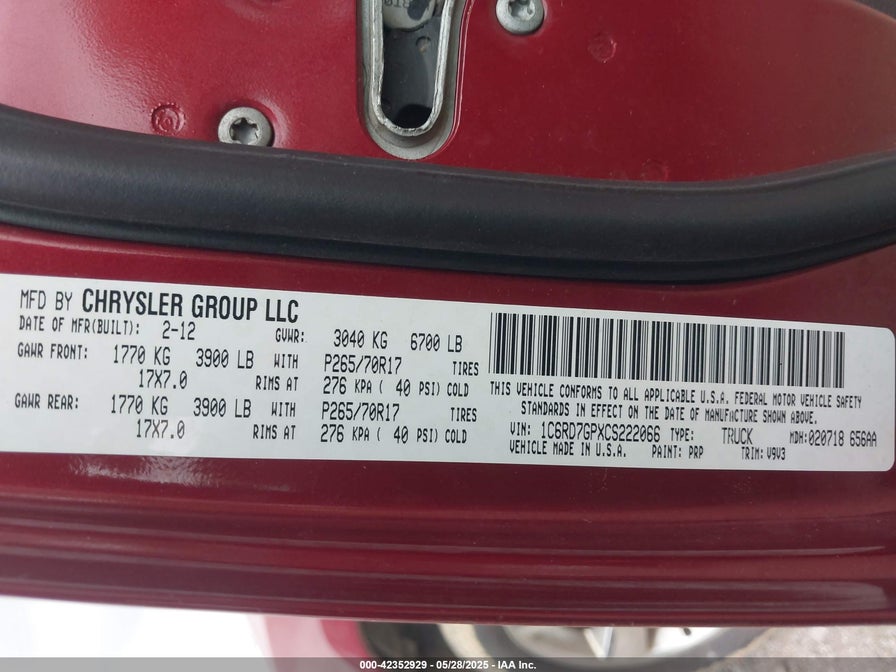 MFD BY CHRYSLER GROUP LLC
DATE OF MFR(BUILT): 2-12 GVWR: 3040 KG 6700 LB
GAWR FRONT: 1770 KG 3900 LB WITH P265/70R17 TIRES
17X7.0 RIMS AT 276 KPA ( 40 PSI) COLD
GAWR REAR: 1770 KG 3900 LB WITH P265/70R17 TIRES
17X7.0 RIMS AT 276 KPA ( 40 PSI) COLD
THIS VEHICLE CONFORMS TO ALL APPLICABLE U.S.A. FEDERAL MOTOR VEHICLE SAFETY
STANDARDS IN EFFECT ON THE DATE OF MANUFACTURE SHOWN ABOVE.
VIN: 1C6RD7GPXCS222066 TYPE: TRUCK MDH:020718 656AA
VEHICLE MADE IN U.S.A. PAINT: PRP TRIM: V9V3
000-42352929 - 05/28/2025 - IAA Inc.